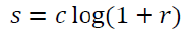 s = c log(1 + r)